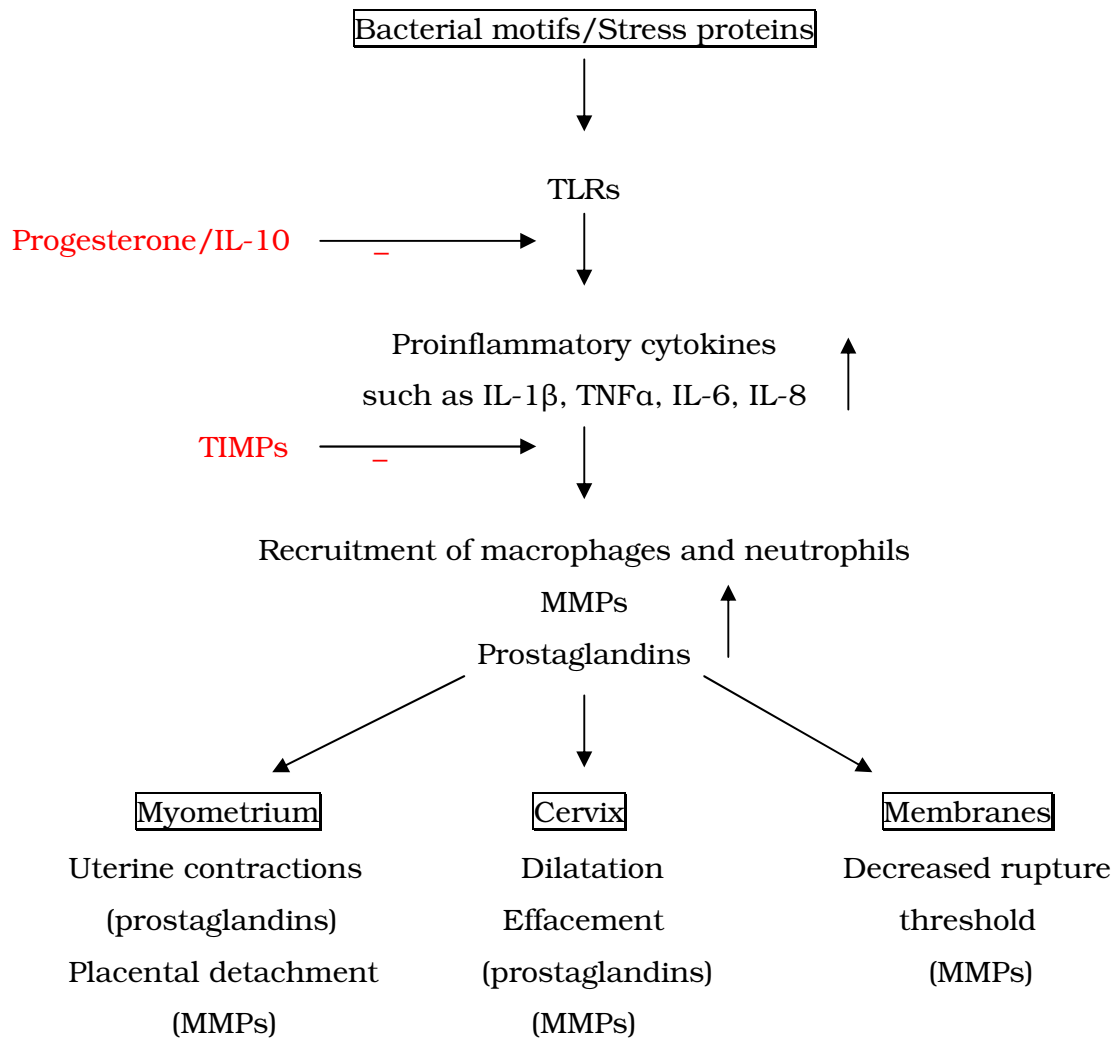 Bacterial motifs/Stress proteins
TLRs
Progesterone/IL-10
–
Proinflammatory cytokines
such as IL-1β, TNFα, IL-6, IL-8
TIMPs
–
Recruitment of macrophages and neutrophils
MMPs
Prostaglandins
Myometrium
Uterine contractions
(prostaglandins)
Placental detachment
(MMPs)
Cervix
Dilatation
Effacement
(prostaglandins)
(MMPs)
Membranes
Decreased rupture
threshold
(MMPs)